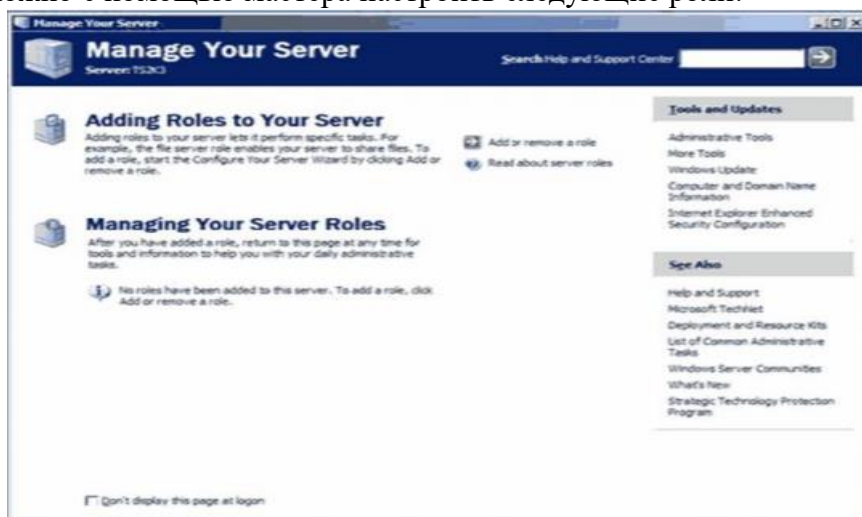 с помощью мастера настроить следующие роли:
Manage Your Server
Manage Your Server
Server:
Search Help and Support Center
Adding Roles to Your Server
Adding roles to your server lets it perform specific tasks. For
example, the file server role enables your server to share files. To
add a role, start the Configure Your Server Wizard by clicking Add or
remove a role.
Add or remove a role
Read about server roles
Managing Your Server Roles
After you have added a role, return to this page at any time for
tools and information to help you with your daily administrative
tasks.
No roles have been added to this server. To add a role, click
Add or remove a role.
Don't display this page at logon
Tools and Updates
Administrative Tools
More Tools
Windows Update
Computer and Domain Name
Information
Internet Explorer Enhanced
Security Configuration
See Also
Help and Support
Microsoft TechNet
Deployment and Resource Kits
List of Common Administrative
Tasks
Windows Server Communities
What's New
Strategic Technology Protection
Program